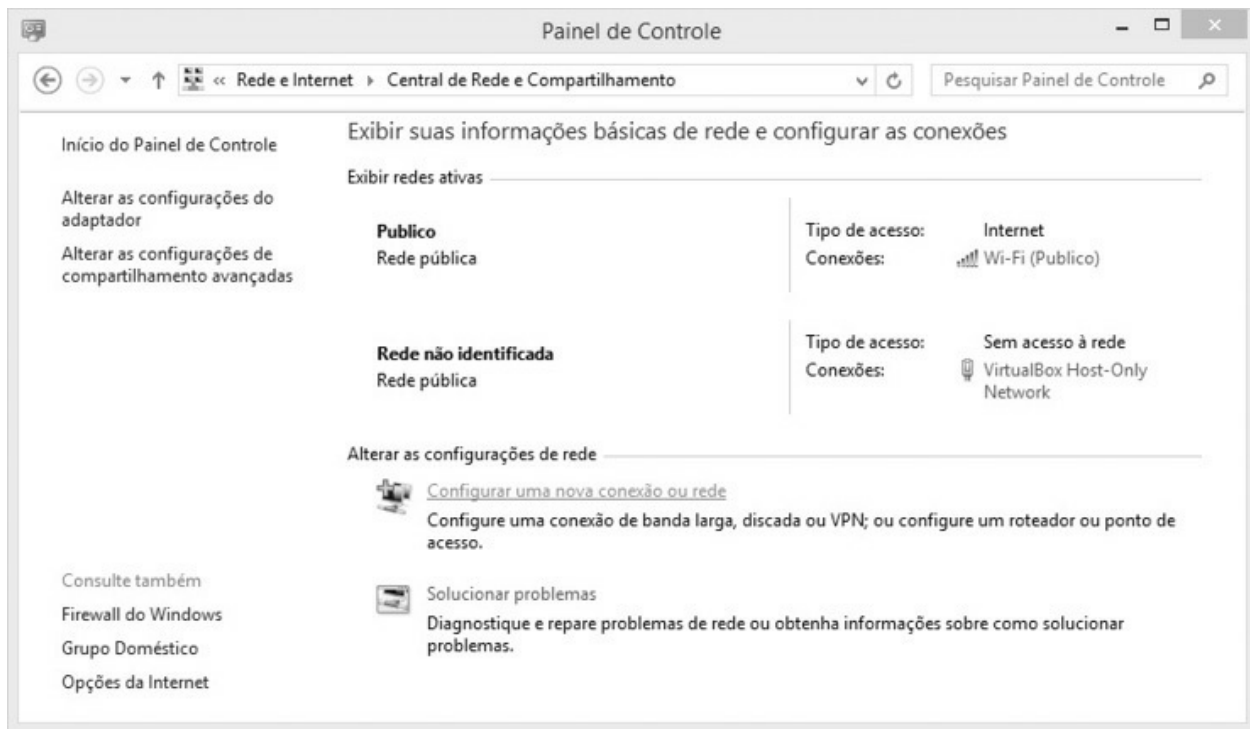 Painel de Controle
« Rede e Internet ▸ Central de Rede e Compartilhamento
Pesquisar Painel de Controle
Início do Painel de Controle
Alterar as configurações do
adaptador
Alterar as configurações de
compartilhamento avançadas
Exibir suas informações básicas de rede e configurar as conexões
Exibir redes ativas
Publico
Rede pública
Tipo de acesso: Internet
Conexões: Wi-Fi (Publico)
Rede não identificada
Rede pública
Tipo de acesso: Sem acesso à rede
Conexões: VirtualBox Host-Only
Network
Alterar as configurações de rede
Configurar uma nova conexão ou rede
Configure uma conexão de banda larga, discada ou VPN; ou configure um roteador ou ponto de
acesso.
Solucionar problemas
Diagnostique e repare problemas de rede ou obtenha informações sobre como solucionar
problemas.
Consulte também
Firewall do Windows
Grupo Doméstico
Opções da Internet